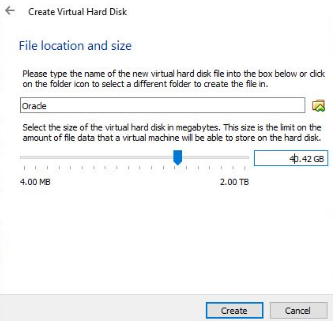 Create Virtual Hard Disk
File location and size
Please type the name of the new virtual hard disk file into the box below or click
on the folder icon to select a different folder to create the file in.
Oracle
Select the size of the virtual hard disk in megabytes. This size is the limit on the
amount of file data that a virtual machine will be able to store on the hard disk.
40.42 GB
4.00 MB 2.00 TB
Create Cancel